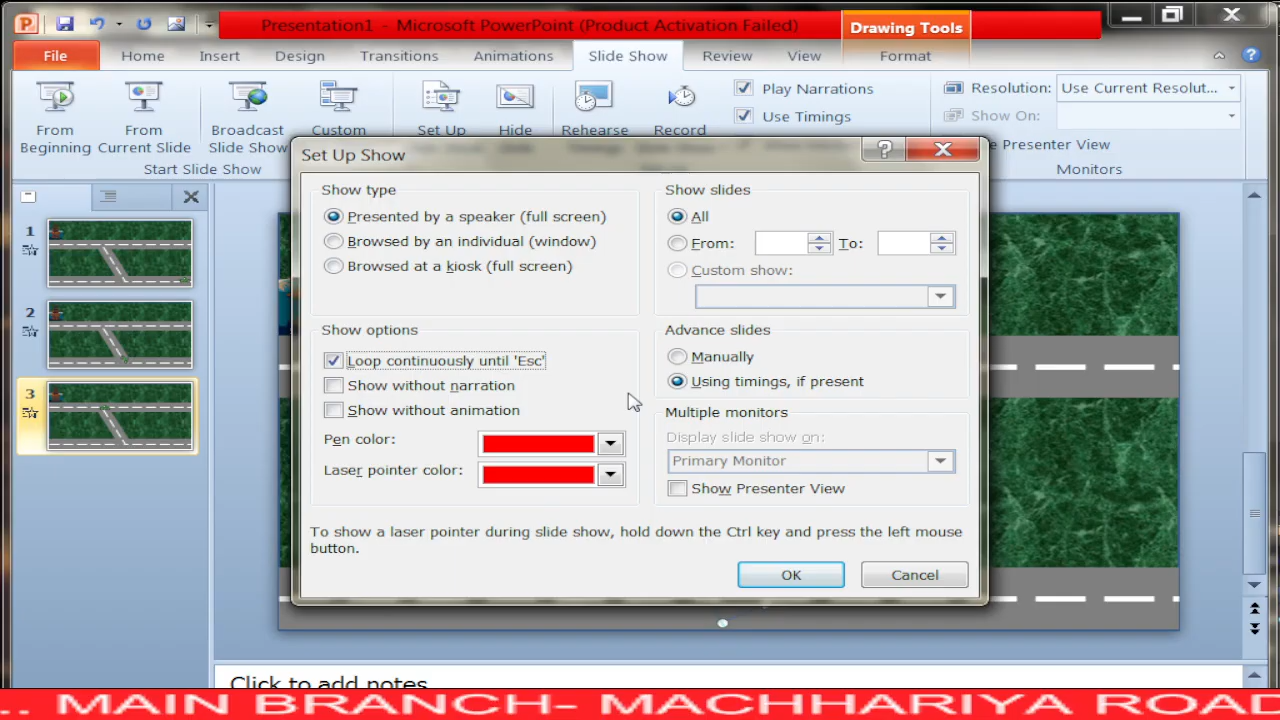 Presentation1 - Microsoft PowerPoint (Product Activation Failed)
Drawing Tools
File Home Insert Design Transitions Animations Slide Show Review View Format
From Beginning
From Current Slide
Broadcast Slide Show
Custom
Set Up
Hide
Rehearse
Record
Play Narrations
Use Timings
Resolution: Use Current Resolut...
Show On:
Presenter View
Start Slide Show
Monitors
1
2
3
Set Up Show
Show type
Presented by a speaker (full screen)
Browsed by an individual (window)
Browsed at a kiosk (full screen)
Show options
Loop continuously until 'Esc'
Show without narration
Show without animation
Pen color:
Laser pointer color:
Show slides
All
From: To:
Custom show:
Advance slides
Manually
Using timings, if present
Multiple monitors
Display slide show on:
Primary Monitor
Show Presenter View
To show a laser pointer during slide show, hold down the Ctrl key and press the left mouse
button.
OK Cancel
Click to add notes
.. MAIN BRANCH- MACHHARIYA ROAD